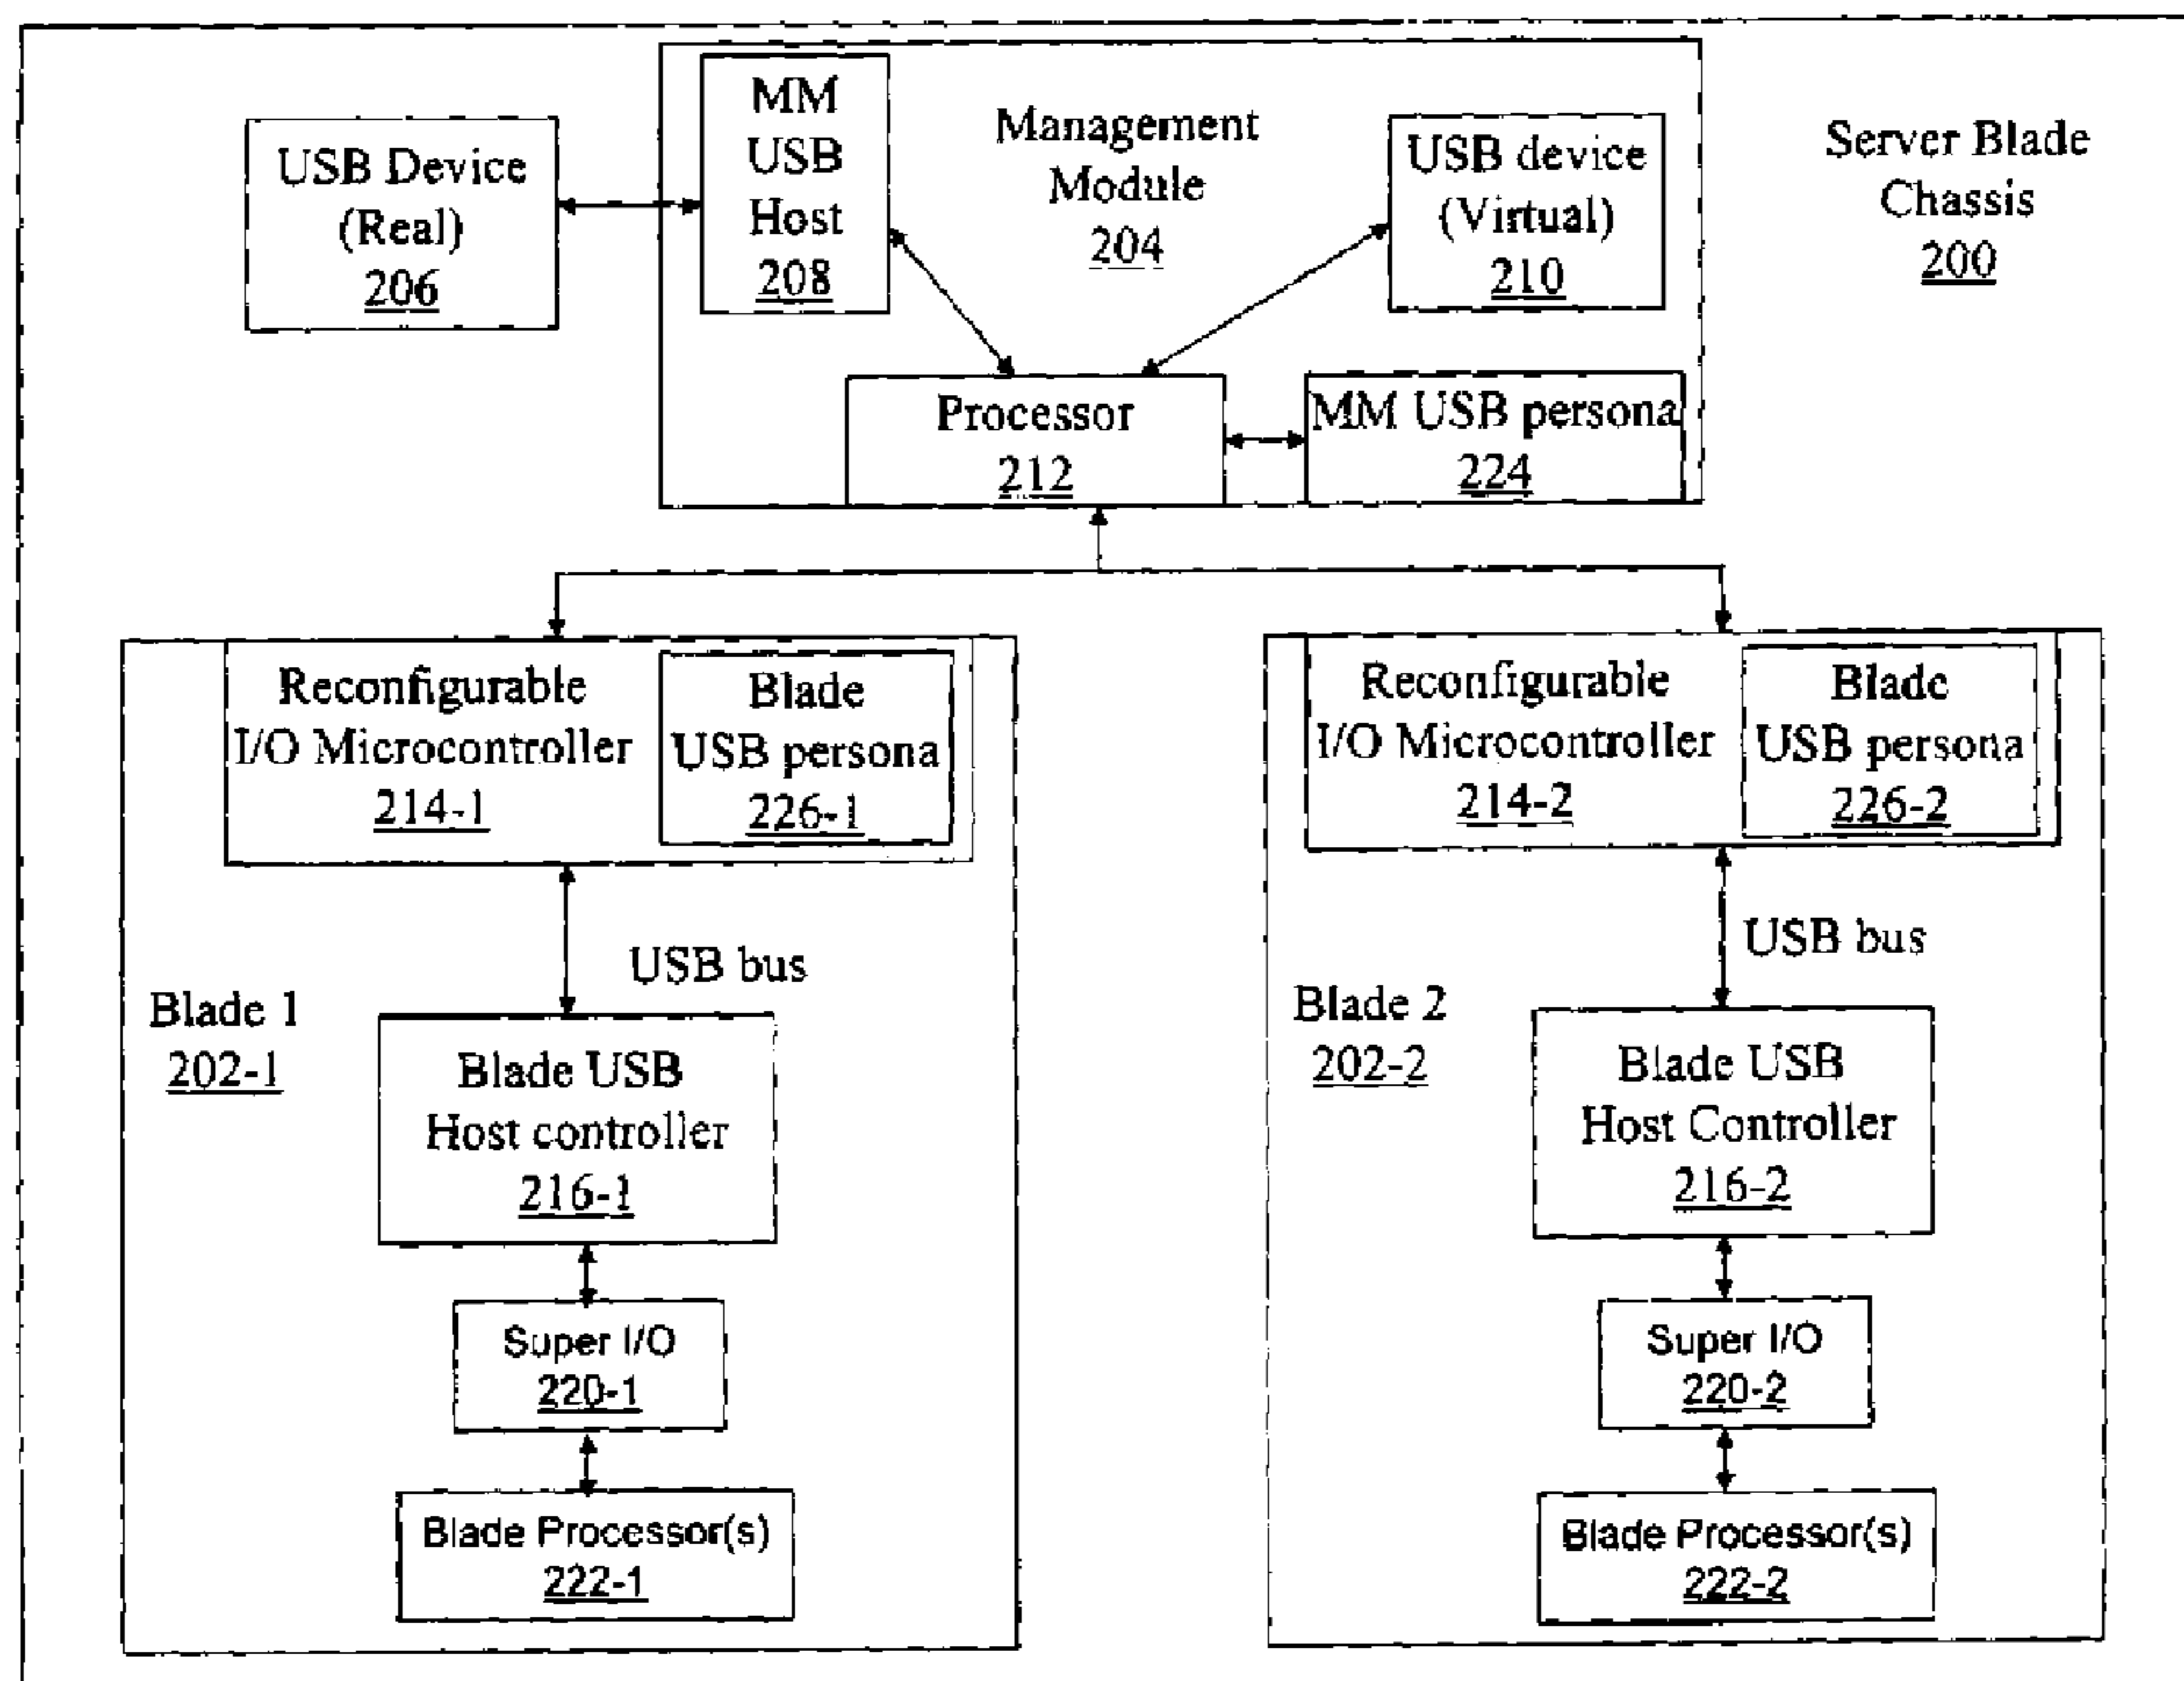 MM
USB
Host
208
Management
Module
204
USB Device
(Real)
206
USB device
(Virtual)
210
Server Blade
Chassis
200
Processor
212
MM USB persona
224
Reconfigurable
I/O Microcontroller
214-1
Blade
USB persona
226-1
Reconfigurable
I/O Microcontroller
214-2
Blade
USB persona
226-2
USB bus
USB bus
Blade 1
202-1
Blade USB
Host controller
216-1
Blade 2
202-2
Blade USB
Host Controller
216-2
Super I/O
220-1
Super I/O
220-2
Blade Processor(s)
222-1
Blade Processor(s)
222-2